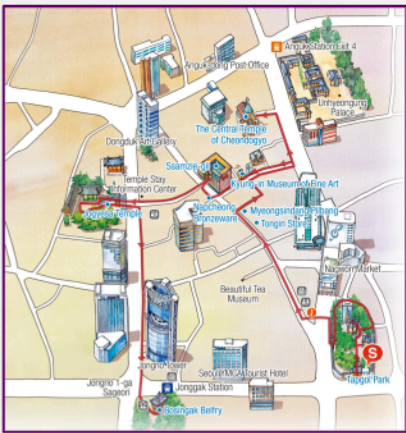 Anguk Station Exit 4
Anguk-dong Post Office
Unhyeongung
Palace
The Central Temple
of Cheondogyo
Dongduk Art Gallery
Ssamzie-gil
Temple Stay
Information Center
Kyung-in Museum of Fine Art
Jogyesa Temple
Napcheong
Bronzeware
Myeongsindang Pilbang
Tongin Store
Nagwon Market
Beautiful Tea
Museum
S
Tapgol Park
Jongno Tower
Seoul YMCA Tourist Hotel
Jongno 1-ga
Sageori
Jonggak Station
Bosingak Belfry